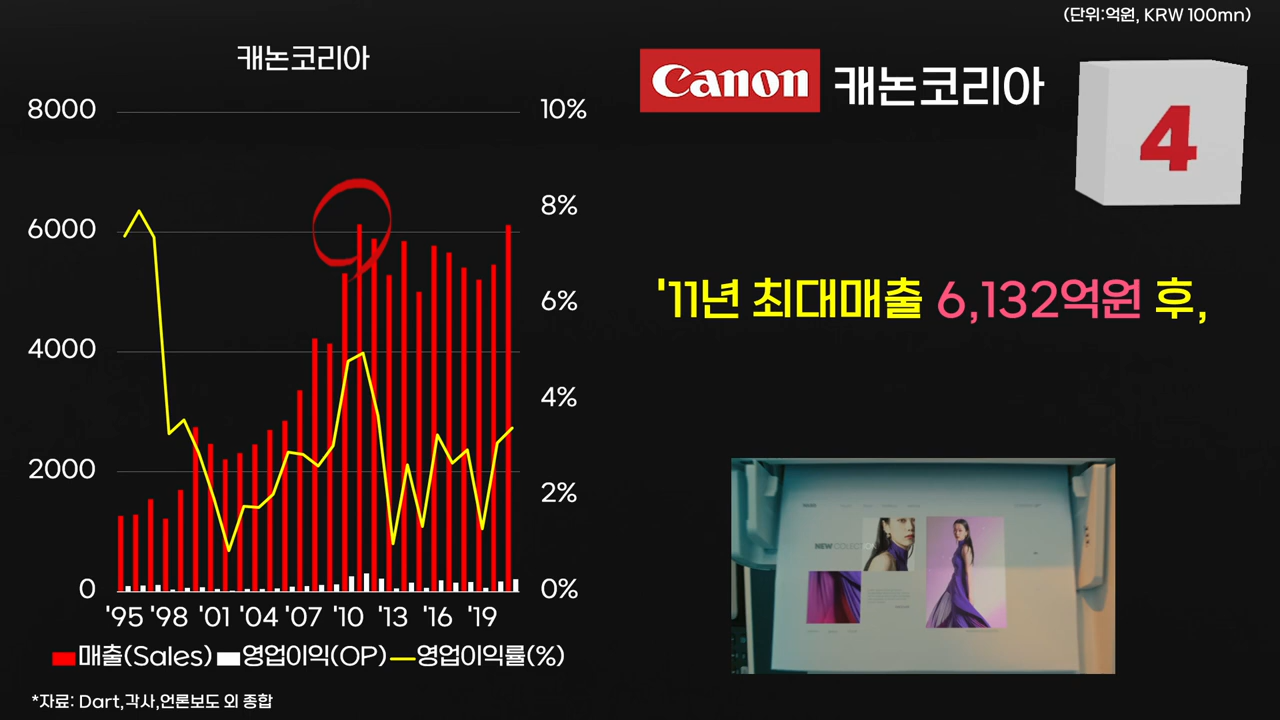 (단위:억원, KRW 100mn)
캐논코리아
Canon 캐논코리아
4
8000
6000
4000
2000
0
10%
8%
6%
4%
2%
0%
'95 '98 '01 '04 '07 '10 '13 '16 '19
매출(Sales) 영업이익(OP) 영업이익률(%)
'11년 최대매출 6,132억원 후,
NEW
*자료: Dart,각사,언론보도 외 종합